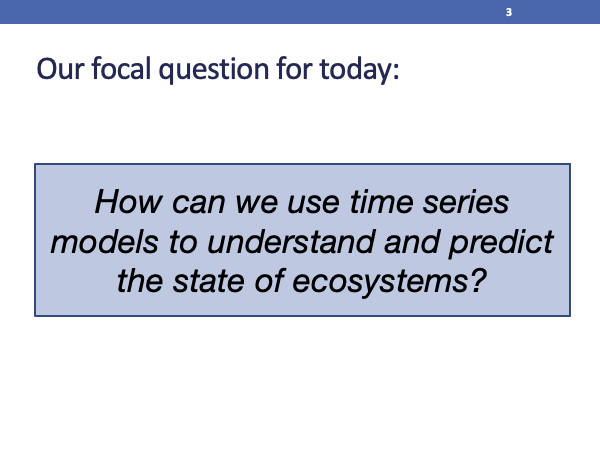 3
Our focal question for today:
How can we use time series
models to understand and predict
the state of ecosystems?